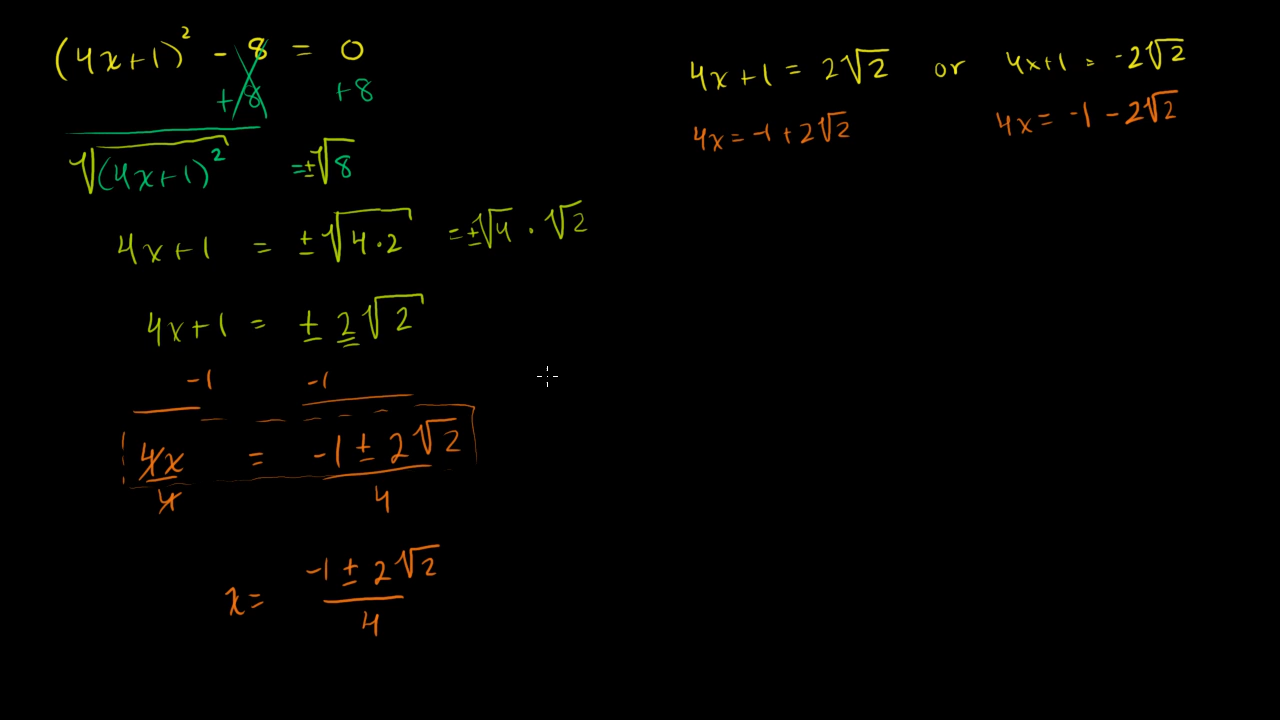 (4x+1)² - 8 = 0
+8 +8
√(4x+1)² = ±√8
4x+1 = ±√4·2 = ±√4 · √2
4x+1 = ± 2√2
-1 -1
4x = -1 ± 2√2
4 4
x = -1 ± 2√2
4
4x+1 = 2√2 or 4x+1 = -2√2
4x = -1 + 2√2 4x = -1 - 2√2